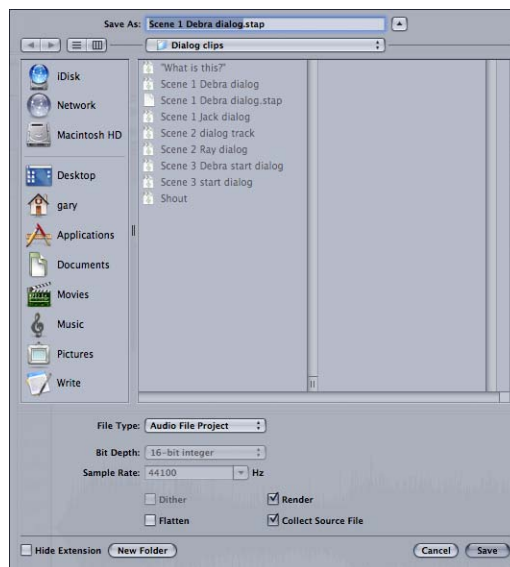 Save As: Scene 1 Debra dialog.stap
Dialog clips
iDisk
Network
Macintosh HD
Desktop
gary
Applications
Documents
Movies
Music
Pictures
Write
"What is this?"
Scene 1 Debra dialog
Scene 1 Debra dialog.stap
Scene 1 Jack dialog
Scene 2 dialog track
Scene 2 Ray dialog
Scene 3 Debra start dialog
Scene 3 start dialog
Shout
File Type: Audio File Project
Bit Depth: 16-bit integer
Sample Rate: 44100 Hz
Dither Render
Flatten Collect Source File
Hide Extension New Folder Cancel Save